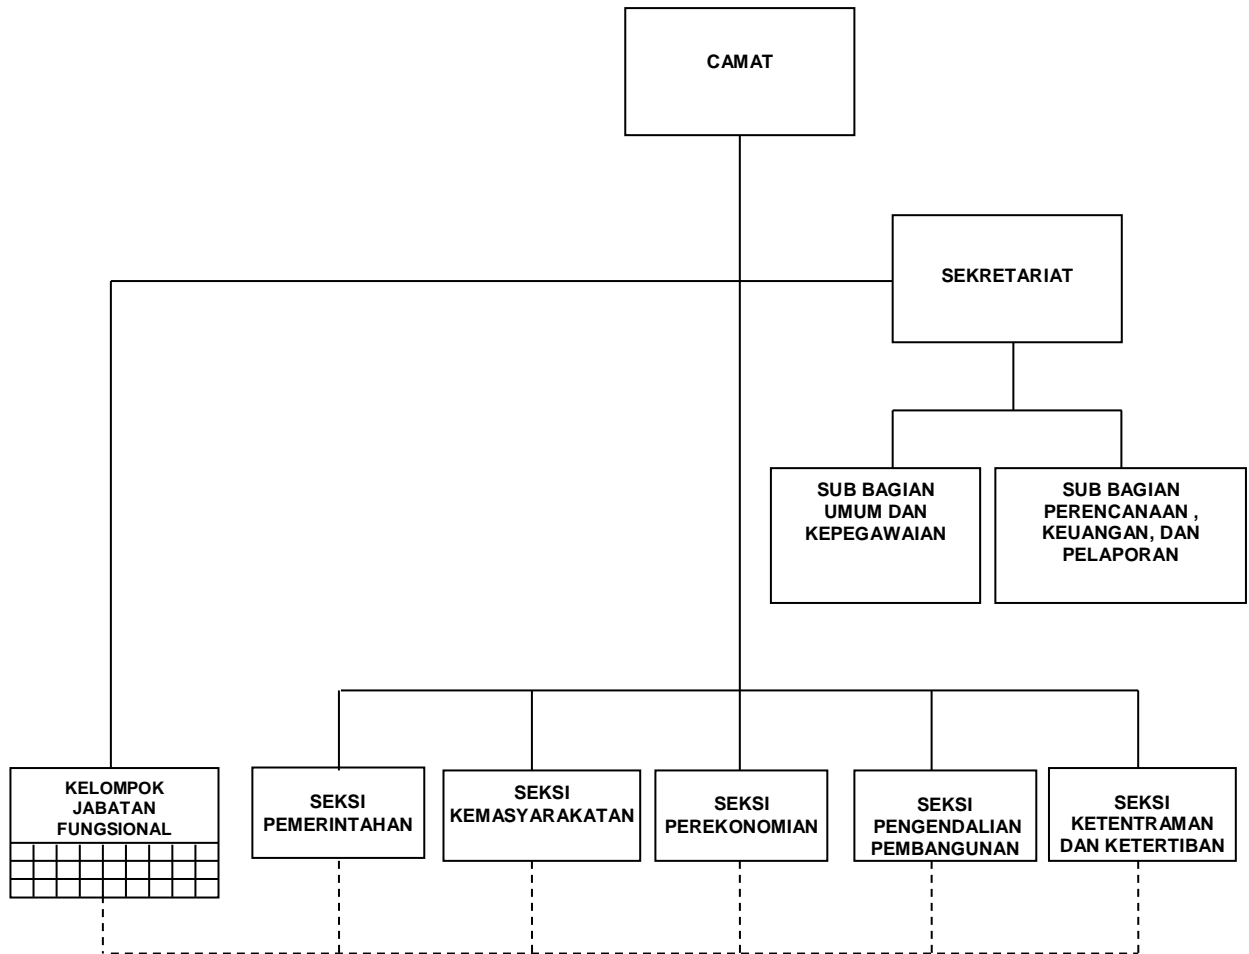 CAMAT
SEKRETARIAT
SUB BAGIAN
UMUM DAN
KEPEGAWAIAN
SUB BAGIAN
PERENCANAAN ,
KEUANGAN, DAN
PELAPORAN
KELOMPOK
JABATAN
FUNGSIONAL
SEKSI
PEMERINTAHAN
SEKSI
KEMASYARAKATAN
SEKSI
PEREKONOMIAN
SEKSI
PENGENDALIAN
PEMBANGUNAN
SEKSI
KETENTRAMAN
DAN KETERTIBAN